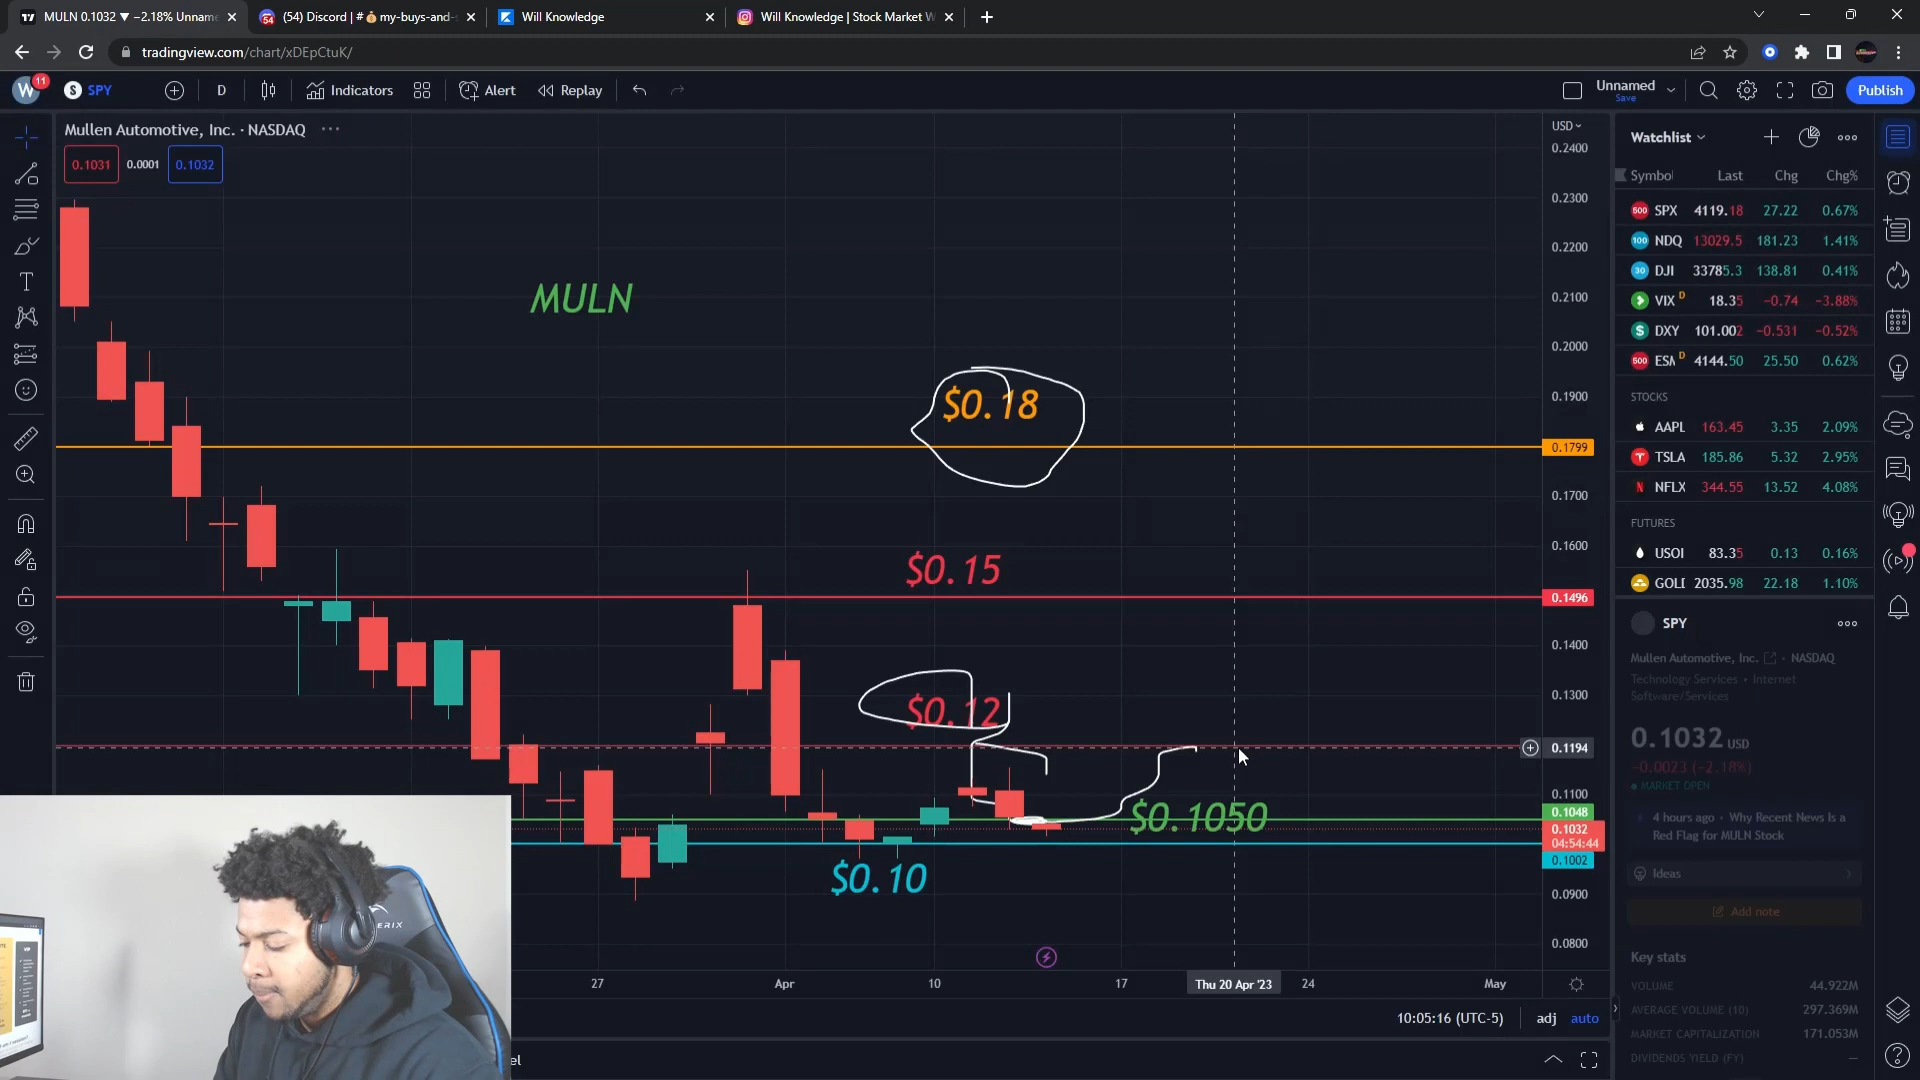 MULN 0.1032 ▼ −2.18% Unnam
(54) Discord | #💰my-buys-and-s
Will Knowledge
Will Knowledge | Stock Market W
tradingview.com/chart/xDEpCtuK/
W
11
S
SPY
D
Indicators
Alert
Replay
Unnamed
Save
Publish
Mullen Automotive, Inc. · NASDAQ
0.1031
0.0001
0.1032
MULN
$0.18
$0.15
$0.12
$0.1050
$0.10
USD
0.2400
0.2300
0.2200
0.2100
0.2000
0.1900
0.1799
0.1700
0.1600
0.1496
0.1400
0.1300
0.1194
0.1100
0.1048
0.1032
04:54:44
0.1002
0.0900
0.0800
27
Apr
10
17
Thu 20 Apr '23
24
May
10:05:16 (UTC-5)
adj
auto
el
Watchlist
Symbol Last Chg Chg%
500 SPX 4119.18 27.22 0.67%
100 NDQ 13029.5 181.23 1.41%
30 DJI 33785.3 138.81 0.41%
VIX D 18.35 −0.74 −3.88%
$ DXY 101.002 −0.531 −0.52%
500 ESM D 4144.50 25.50 0.62%
STOCKS
AAPL 163.45 3.35 2.09%
TSLA 185.86 5.32 2.95%
N NFLX 344.55 13.52 4.08%
FUTURES
USOI 83.35 0.13 0.16%
GOLD 2035.98 22.18 1.10%
SPY
Mullen Automotive, Inc. · NASDAQ
Technology Services · Internet
Software/Services
0.1032 USD
−0.0023 (−2.18%)
MARKET OPEN
4 hours ago · Why Recent News Is a
Red Flag for MULN Stock
Ideas
Add note
Key stats
VOLUME 44.922M
AVERAGE VOLUME (10) 297.369M
MARKET CAPITALIZATION 171.053M
DIVIDENDS YIELD (FY) —
ERIX